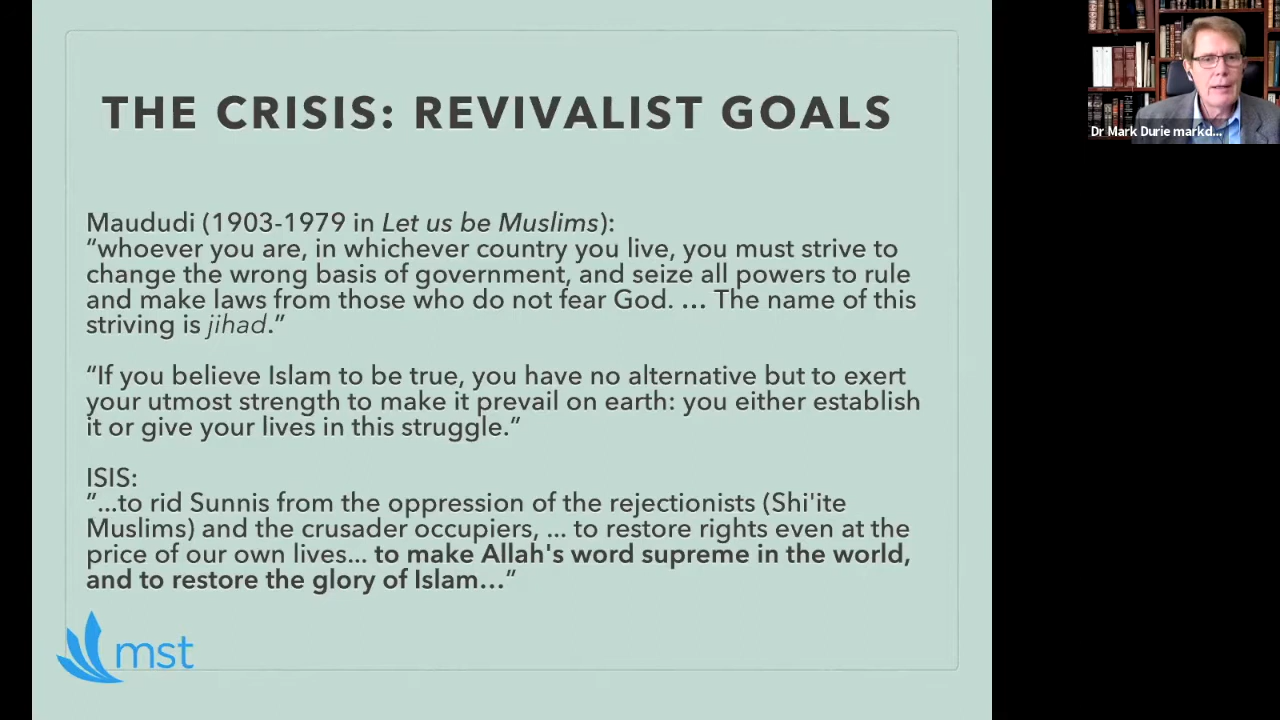 THE CRISIS: REVIVALIST GOALS
Dr Mark Durie markd...
Maududi (1903-1979 in Let us be Muslims):
“whoever you are, in whichever country you live, you must strive to
change the wrong basis of government, and seize all powers to rule
and make laws from those who do not fear God. … The name of this
striving is jihad.”
“If you believe Islam to be true, you have no alternative but to exert
your utmost strength to make it prevail on earth: you either establish
it or give your lives in this struggle.”
ISIS:
“...to rid Sunnis from the oppression of the rejectionists (Shi'ite
Muslims) and the crusader occupiers, ... to restore rights even at the
price of our own lives... to make Allah's word supreme in the world,
and to restore the glory of Islam…”
mst